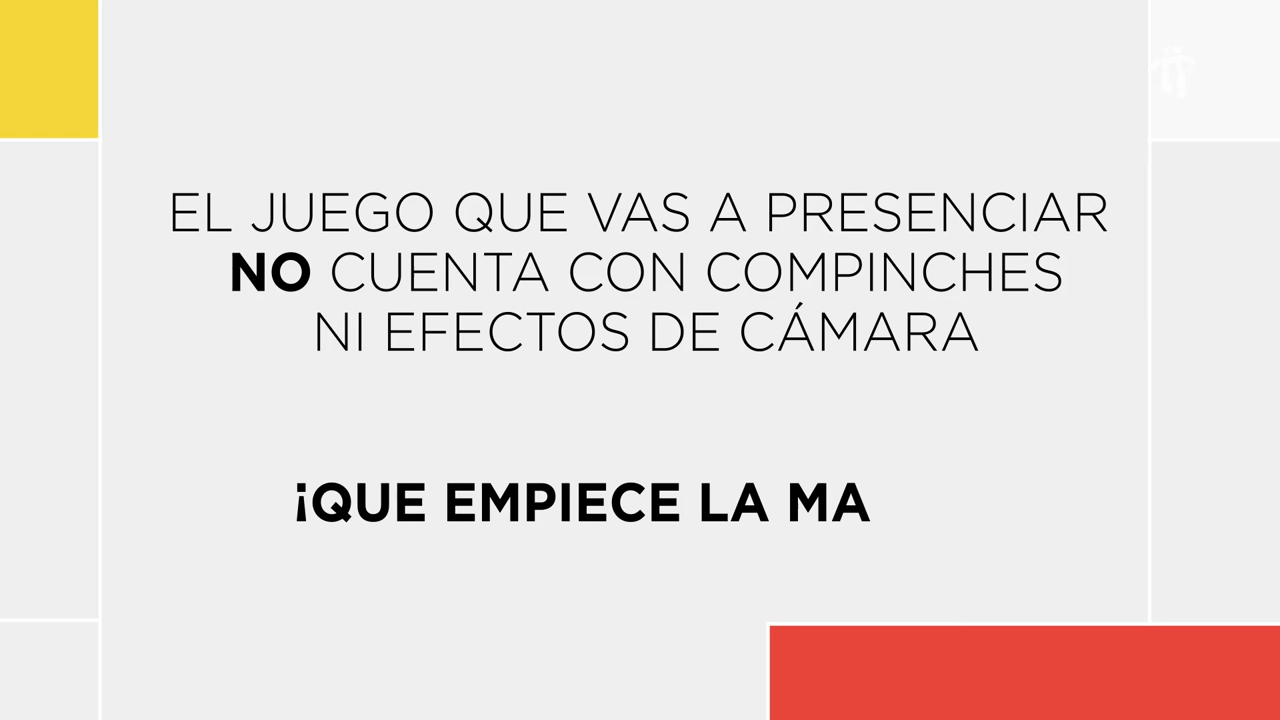 EL JUEGO QUE VAS A PRESENCIAR
NO CUENTA CON COMPINCHES
NI EFECTOS DE CÁMARA
¡QUE EMPIECE LA MA